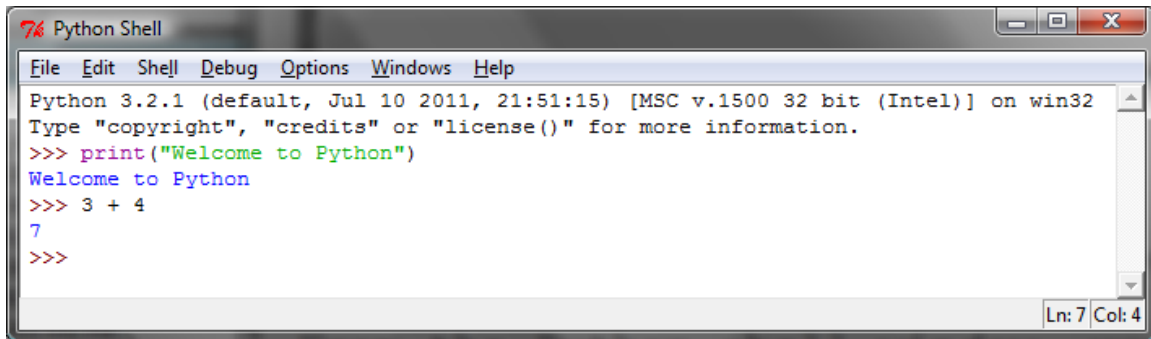 Python Shell
File Edit Shell Debug Options Windows Help
Python 3.2.1 (default, Jul 10 2011, 21:51:15) [MSC v.1500 32 bit (Intel)] on win32
Type "copyright", "credits" or "license()" for more information.
>>> print("Welcome to Python")
Welcome to Python
>>> 3 + 4
7
>>>
Ln: 7 Col: 4